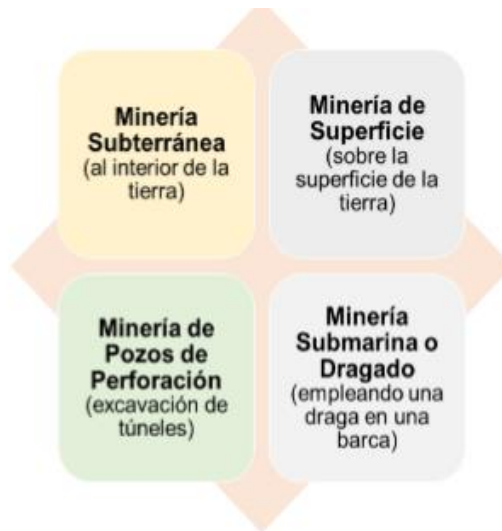 Minería
Subterránea
(al interior de la
tierra)
Minería de
Superficie
(sobre la
superficie de la
tierra)
Minería de
Pozos de
Perforación
(excavación de
túneles)
Minería
Submarina o
Dragado
(empleando una
draga en una
barca)